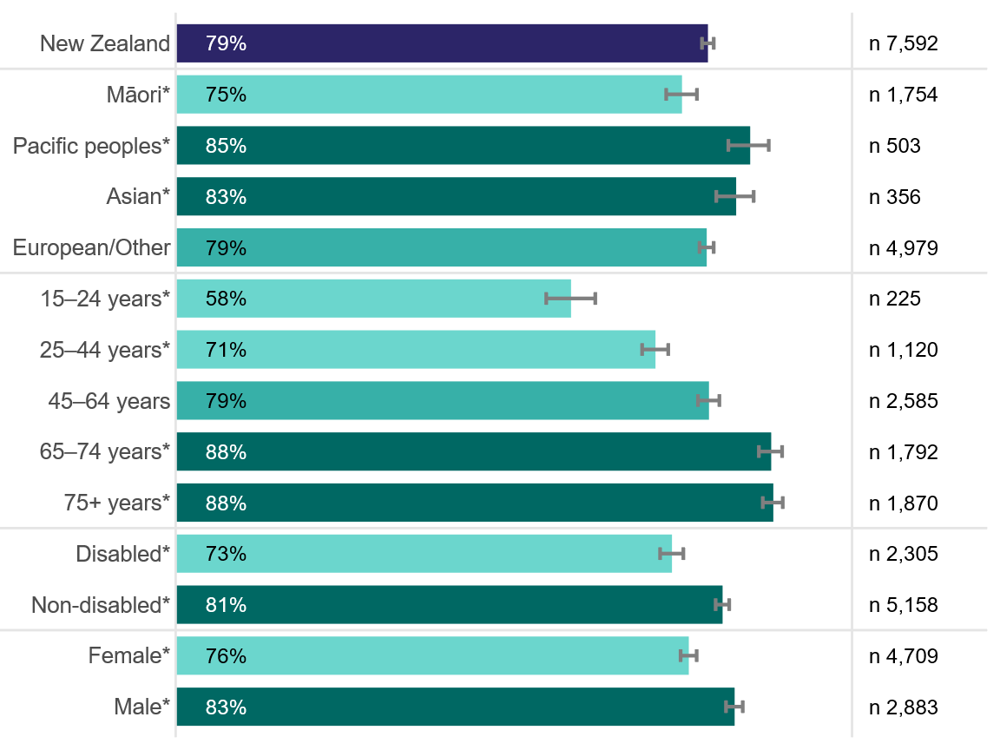 New Zealand 79% n 7,592
Māori* 75% n 1,754
Pacific peoples* 85% n 503
Asian* 83% n 356
European/Other 79% n 4,979
15–24 years* 58% n 225
25–44 years* 71% n 1,120
45–64 years 79% n 2,585
65–74 years* 88% n 1,792
75+ years* 88% n 1,870
Disabled* 73% n 2,305
Non-disabled* 81% n 5,158
Female* 76% n 4,709
Male* 83% n 2,883